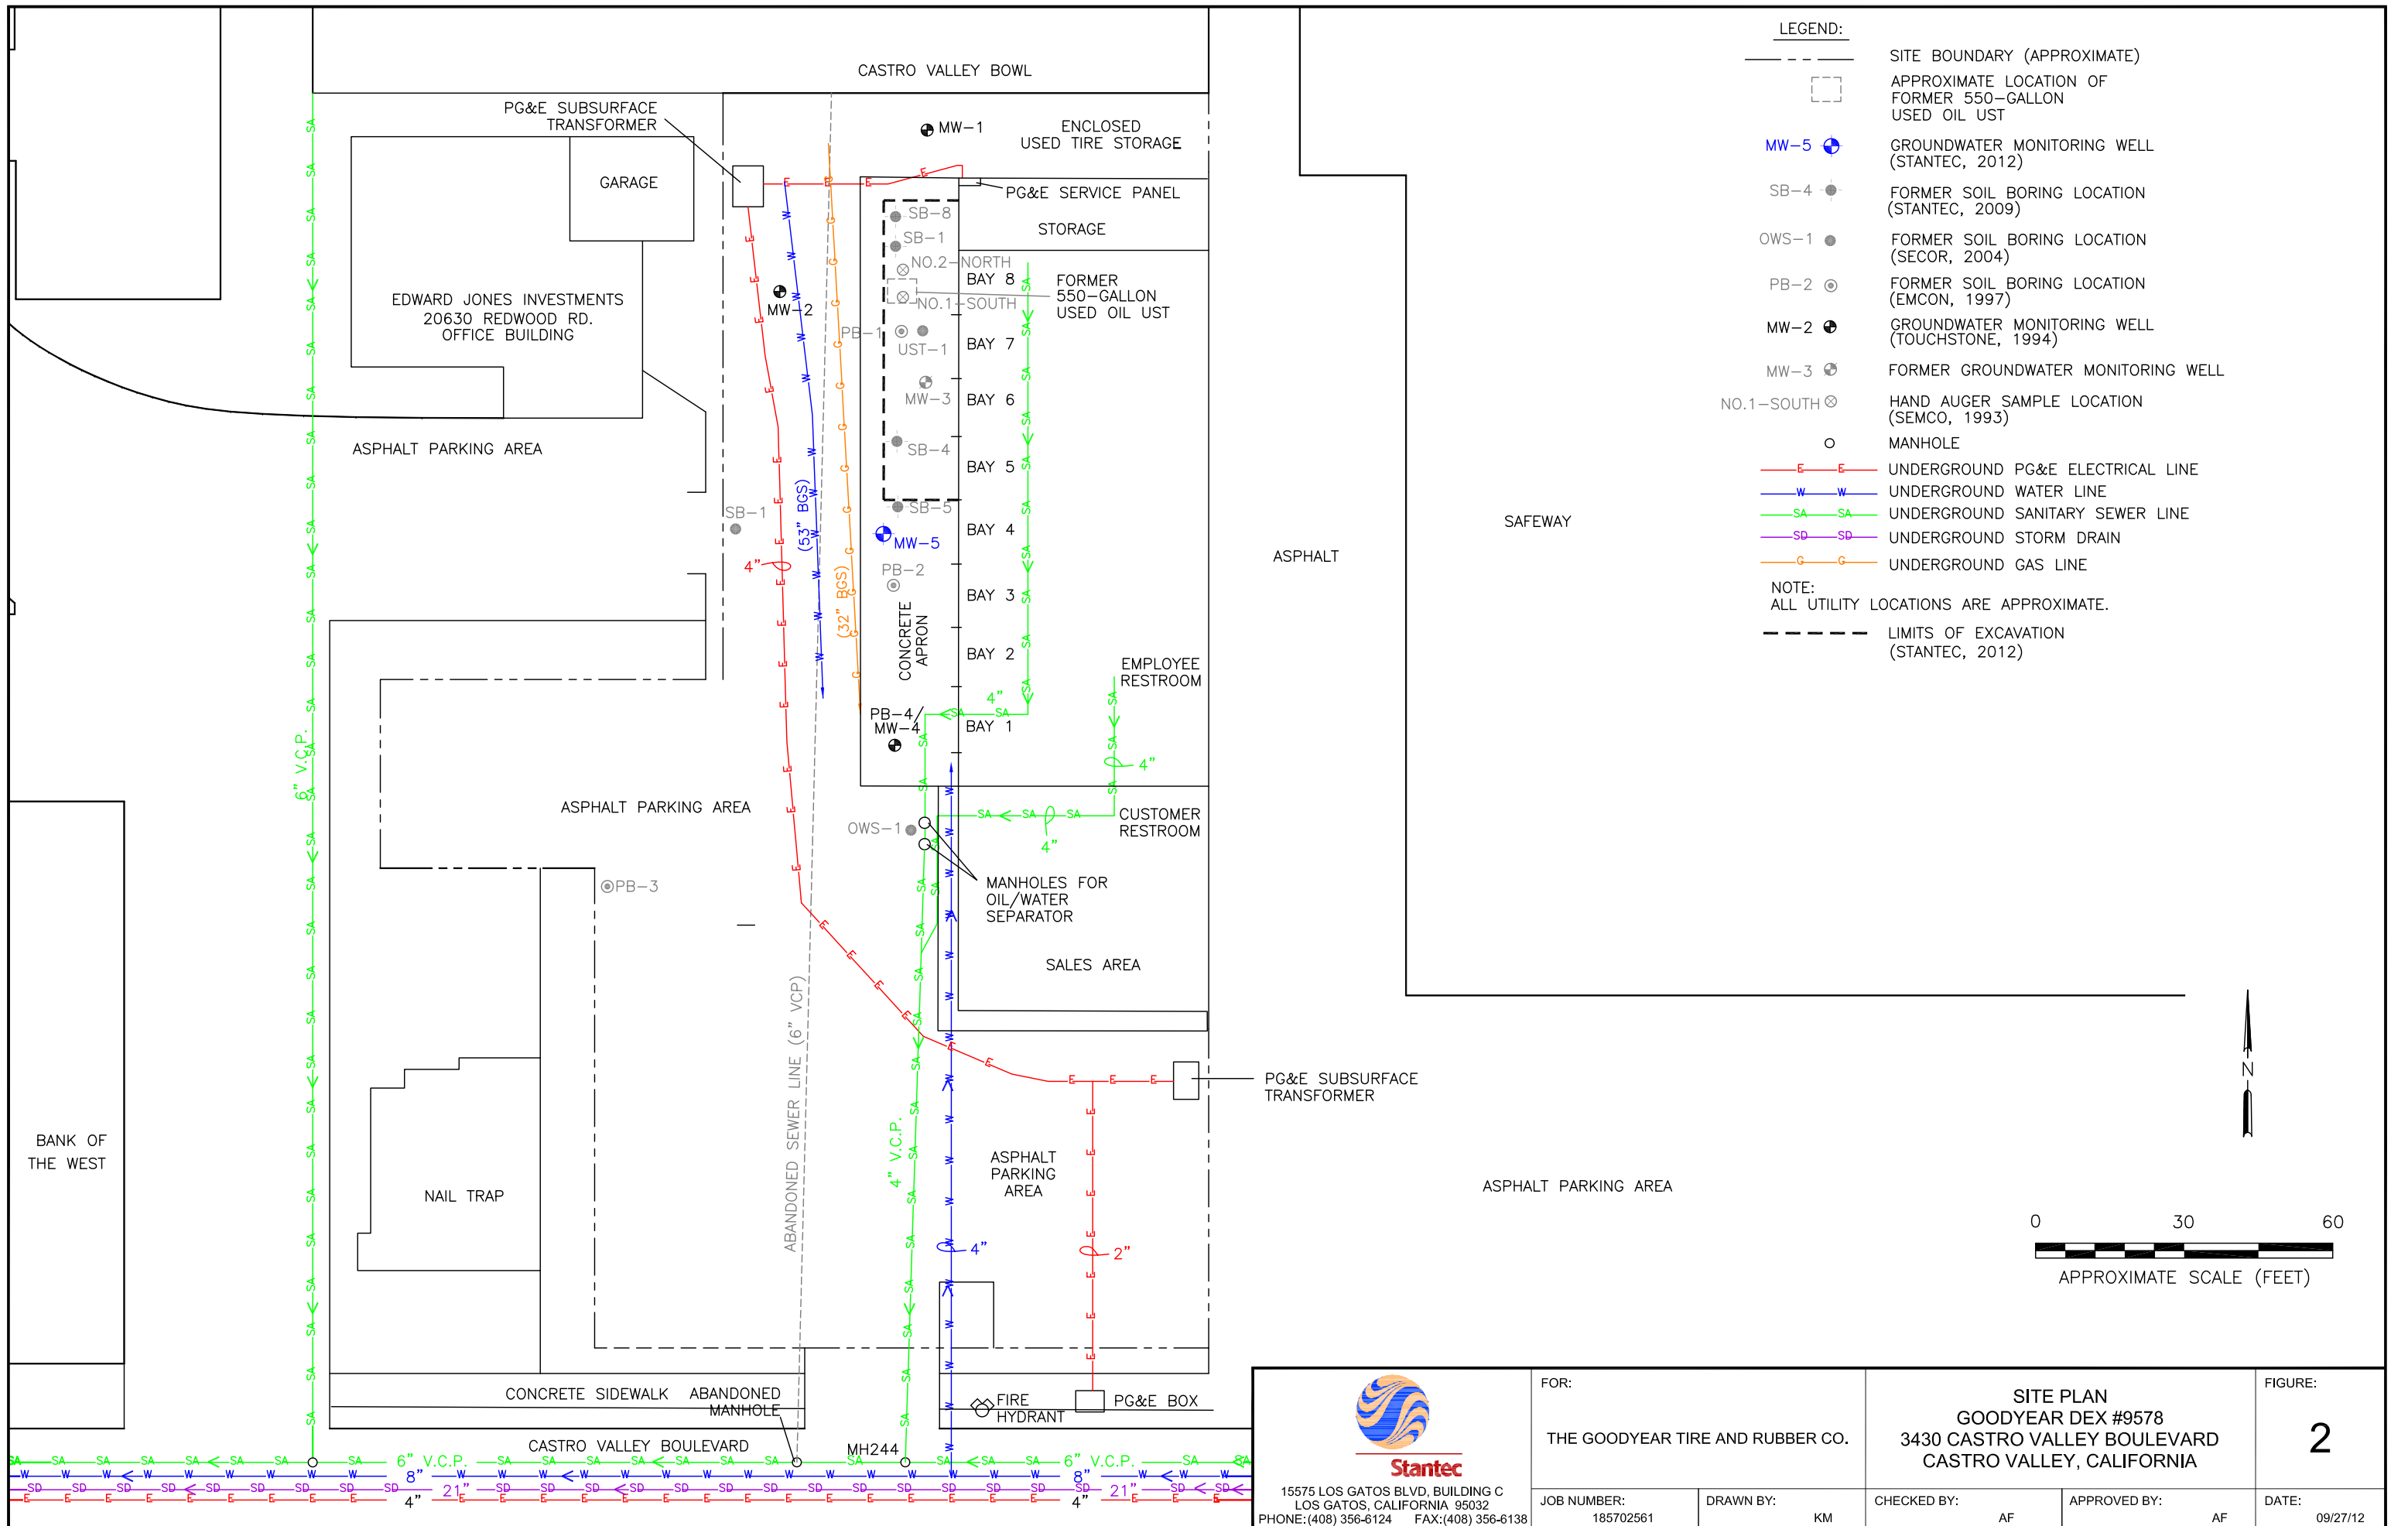 CASTRO VALLEY BOWL
PG&E SUBSURFACE
TRANSFORMER
MW-1
ENCLOSED
USED TIRE STORAGE
GARAGE
PG&E SERVICE PANEL
STORAGE
SB-8
SB-1
NO.2-NORTH
BAY 8
FORMER
550-GALLON
USED OIL UST
NO.1-SOUTH
EDWARD JONES INVESTMENTS
20630 REDWOOD RD.
OFFICE BUILDING
MW-2
PB-1
UST-1
BAY 7
MW-3
BAY 6
ASPHALT PARKING AREA
SB-4
BAY 5
SB-1
(53" BGS)
SB-5
BAY 4
MW-5
4"
PB-2
(32" BGS)
BAY 3
CONCRETE
APRON
BAY 2
EMPLOYEE
RESTROOM
4"
PB-4/
MW-4
BAY 1
4"
6" V.C.P.
ASPHALT PARKING AREA
OWS-1
CUSTOMER
RESTROOM
4"
PB-3
MANHOLES FOR
OIL/WATER
SEPARATOR
SALES AREA
ABANDONED SEWER LINE (6" VCP)
PG&E SUBSURFACE
TRANSFORMER
4" V.C.P.
BANK OF
THE WEST
NAIL TRAP
ASPHALT
PARKING
AREA
4"
2"
CONCRETE SIDEWALK
ABANDONED
MANHOLE
FIRE
HYDRANT
PG&E BOX
CASTRO VALLEY BOULEVARD
MH244
6" V.C.P.
6" V.C.P.
8"
8"
21"
21"
4"
4"
ASPHALT
SAFEWAY
ASPHALT PARKING AREA
LEGEND:
SITE BOUNDARY (APPROXIMATE)
APPROXIMATE LOCATION OF
FORMER 550-GALLON
USED OIL UST
MW-5 GROUNDWATER MONITORING WELL
(STANTEC, 2012)
SB-4 FORMER SOIL BORING LOCATION
(STANTEC, 2009)
OWS-1 FORMER SOIL BORING LOCATION
(SECOR, 2004)
PB-2 FORMER SOIL BORING LOCATION
(EMCON, 1997)
MW-2 GROUNDWATER MONITORING WELL
(TOUCHSTONE, 1994)
MW-3 FORMER GROUNDWATER MONITORING WELL
NO.1-SOUTH HAND AUGER SAMPLE LOCATION
(SEMCO, 1993)
MANHOLE
E E UNDERGROUND PG&E ELECTRICAL LINE
W W UNDERGROUND WATER LINE
SA SA UNDERGROUND SANITARY SEWER LINE
SD SD UNDERGROUND STORM DRAIN
G G UNDERGROUND GAS LINE
NOTE:
ALL UTILITY LOCATIONS ARE APPROXIMATE.
LIMITS OF EXCAVATION
(STANTEC, 2012)
N
0 30 60
APPROXIMATE SCALE (FEET)
Stantec
15575 LOS GATOS BLVD, BUILDING C
LOS GATOS, CALIFORNIA 95032
PHONE:(408) 356-6124 FAX:(408) 356-6138
FOR:
THE GOODYEAR TIRE AND RUBBER CO.
SITE PLAN
GOODYEAR DEX #9578
3430 CASTRO VALLEY BOULEVARD
CASTRO VALLEY, CALIFORNIA
FIGURE:
2
JOB NUMBER:
185702561
DRAWN BY:
KM
CHECKED BY:
AF
APPROVED BY:
AF
DATE:
09/27/12